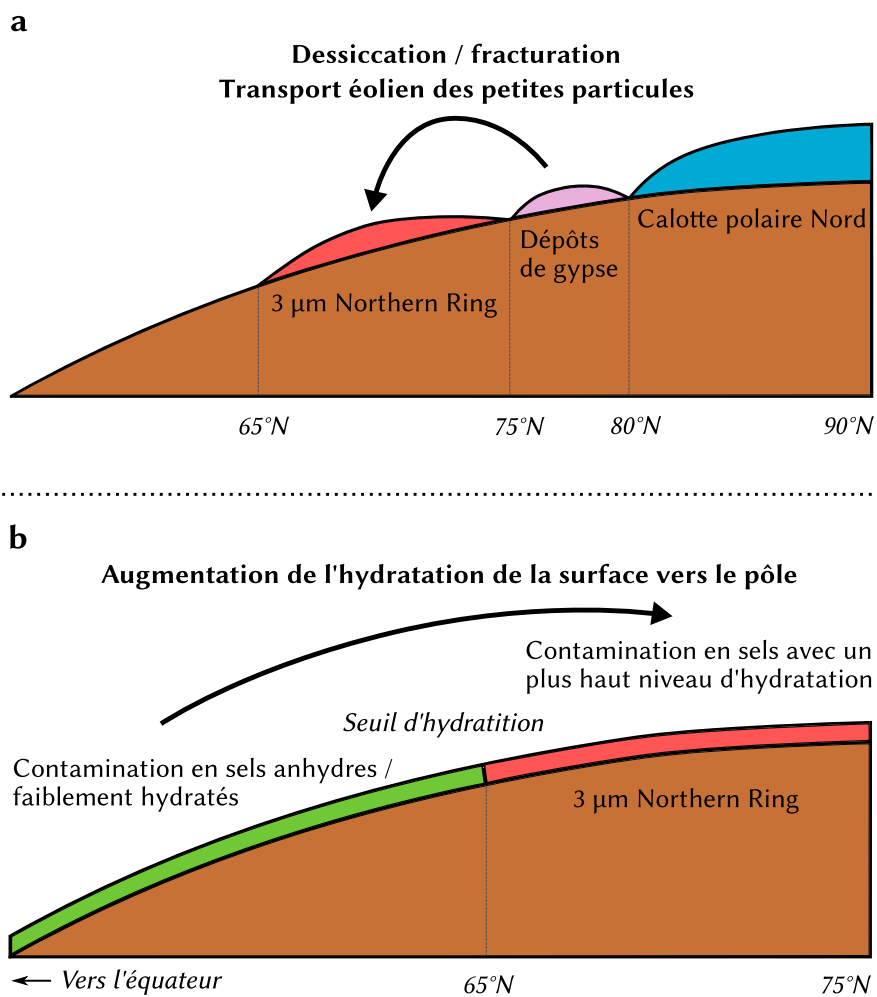 a
Dessiccation / fracturation
Transport éolien des petites particules
Calotte polaire Nord
Dépôts
de gypse
3 µm Northern Ring
65°N
75°N
80°N
90°N
b
Augmentation de l'hydratation de la surface vers le pôle
Contamination en sels avec un
plus haut niveau d'hydratation
Seuil d'hydratition
Contamination en sels anhydres /
faiblement hydratés
3 µm Northern Ring
Vers l'équateur
65°N
75°N